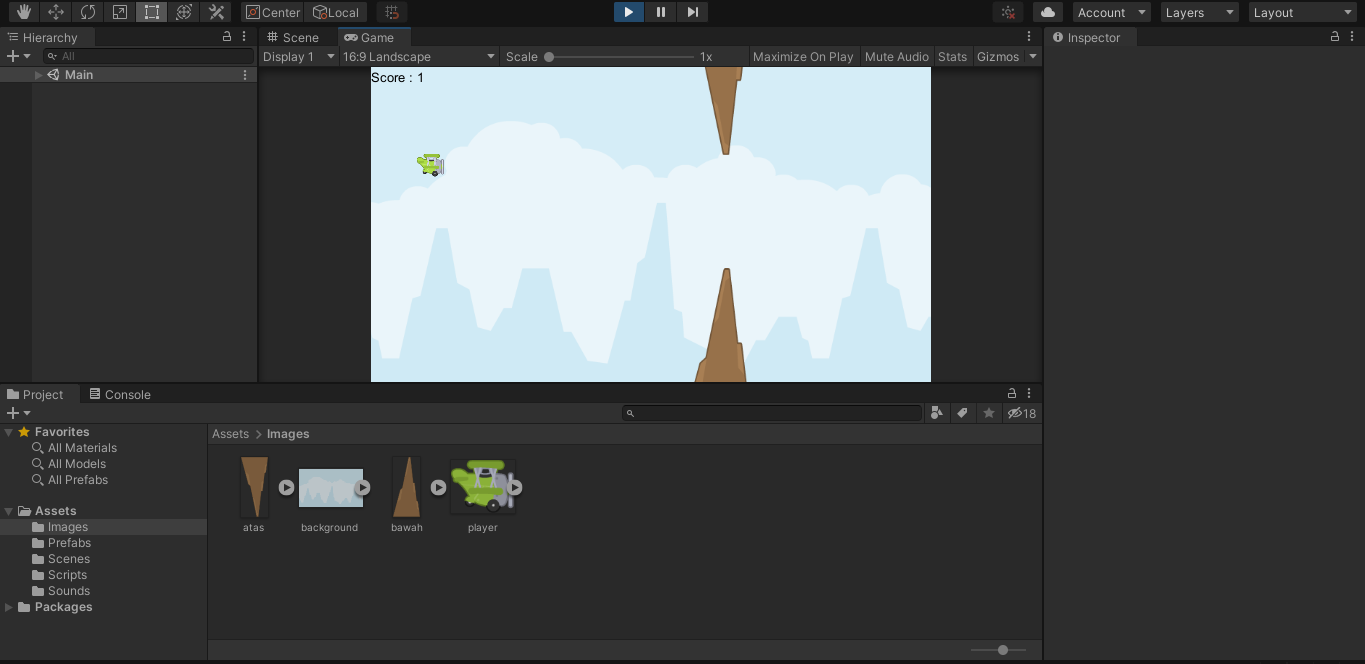 Center Local Account Layers Layout
Hierarchy Scene Game Inspector
All Display 1 16:9 Landscape Scale 1x Maximize On Play Mute Audio Stats Gizmos
Main Score : 1
Project Console
18
Favorites Assets Images
All Materials
All Models
All Prefabs
Assets
Images atas background bawah player
Prefabs
Scenes
Scripts
Sounds
Packages